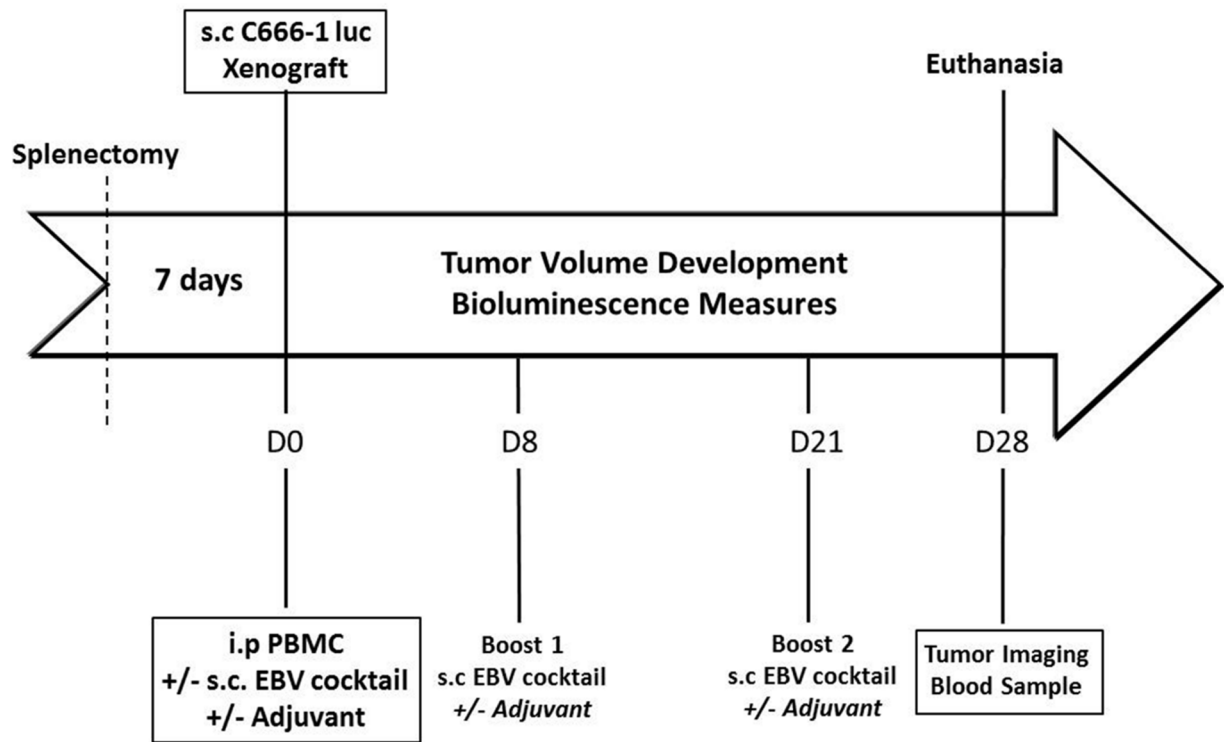 s.c C666-1 luc
Xenograft
Euthanasia
Splenectomy
7 days
Tumor Volume Development
Bioluminescence Measures
D0
D8
D21
D28
i.p PBMC
+/- s.c. EBV cocktail
+/- Adjuvant
Boost 1
s.c EBV cocktail
+/- Adjuvant
Boost 2
s.c EBV cocktail
+/- Adjuvant
Tumor Imaging
Blood Sample